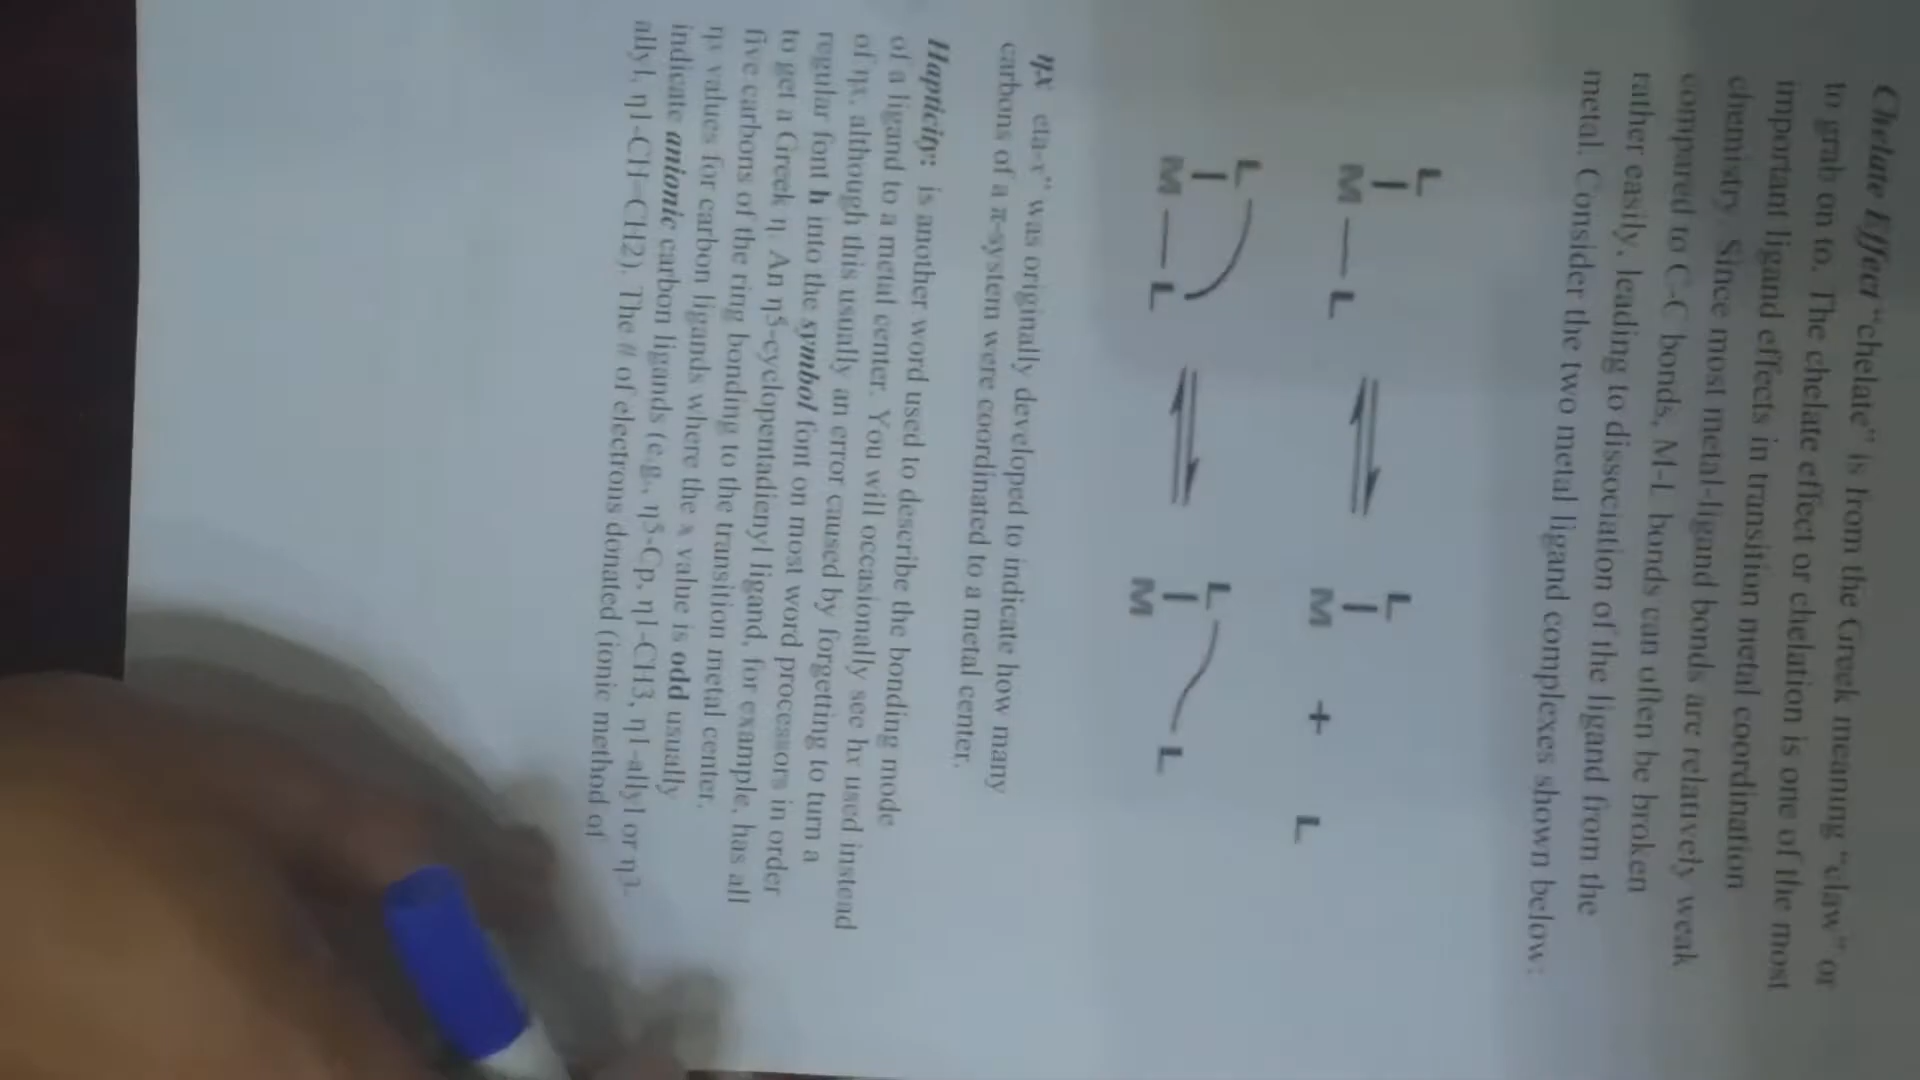 Chelate Effect "chelate" is from the Greek meaning "claw" or
to grab on to. The chelate effect or chelation is one of the most
important ligand effects in transition metal coordination
chemistry. Since most metal-ligand bonds are relatively weak
compared to C-C bonds, M-L bonds can often be broken
rather easily, leading to dissociation of the ligand from the
metal. Consider the two metal ligand complexes shown below:
L
M — L
L
M + L
L
M — L
L
M
L
ηx eta-x" was originally developed to indicate how many
carbons of a π-system were coordinated to a metal center.
Hapticity: is another word used to describe the bonding mode
of a ligand to a metal center. You will occasionally see hx used instead
of ηx, although this usually an error caused by forgetting to turn a
regular font h into the symbol font on most word processors in order
to get a Greek η. An η5-cyclopentadienyl ligand, for example, has all
five carbons of the ring bonding to the transition metal center.
ηx values for carbon ligands where the x value is odd usually
indicate anionic carbon ligands (e.g., η5-Cp, η1-CH3, η1-allyl or η3-
allyl, η1-CH=CH2). The # of electrons donated (ionic method of